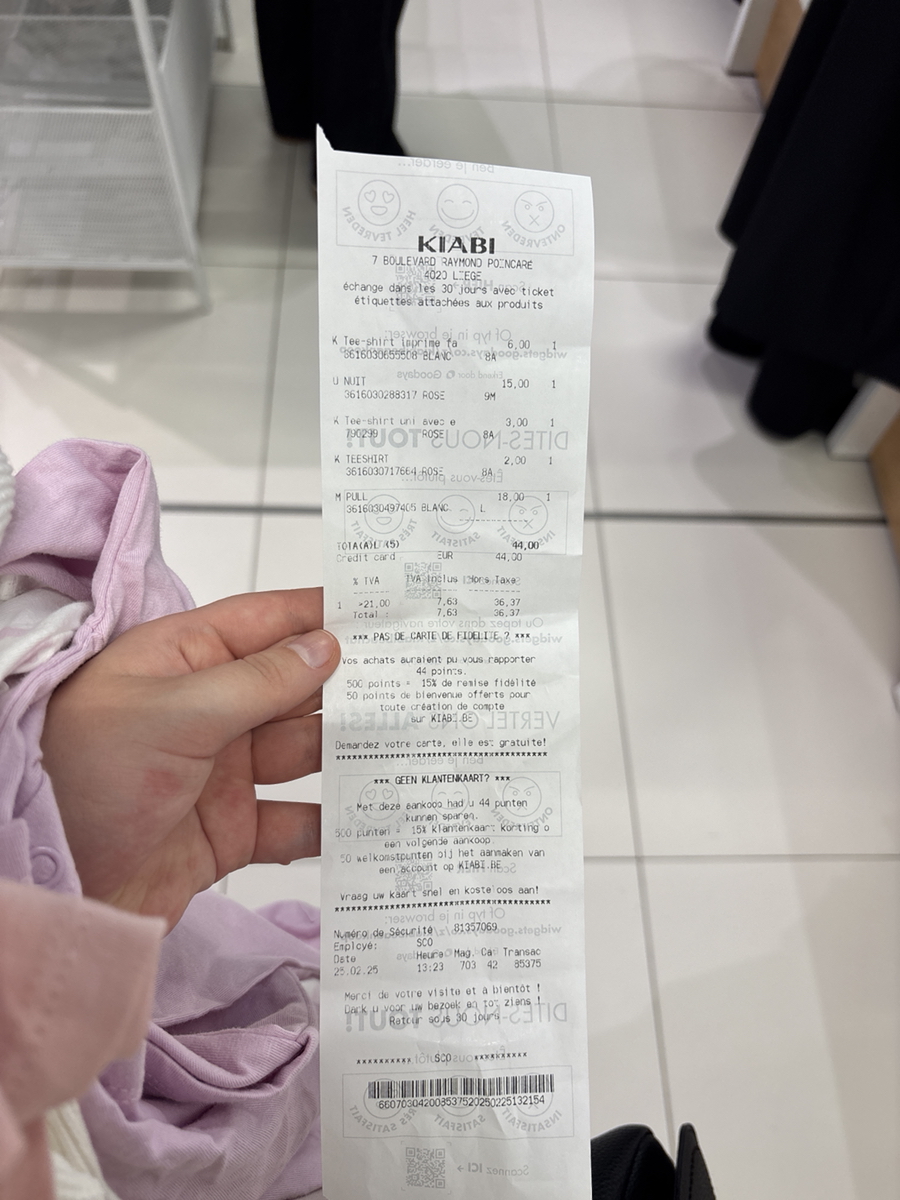 KIABI
7 BOULEVARD RAYMOND POINCARE
4020 LIEGE
échange dans les 30 jours avec ticket
étiquettes attachées aux produits
K Tee-shirt imprime fa 6,00 1
BLANC 8A
U NUIT 15,00 1
3616030288317 ROSE 9M
K Tee-shirt uni avec e 3,00 1
790299 ROSE 8A
K TEESHIRT 2,00 1
3616030717664 ROSE 8A
M PULL 18,00 1
3616030497405 BLANC L
TOTA(A)L (5) 44,00
Credit card EUR 44,00
% TVA TVA Inclus Hors Taxe
1 >21,00 7,63 36,37
Total : 7,63 36,37
*** PAS DE CARTE DE FIDELITE ? ***
Vos achats auraient pu vous rapporter
44 points.
500 points = 15% de remise fidélité
50 points de bienvenue offerts pour
toute création de compte
sur KIABI.BE
Demandez votre carte, elle est gratuite!
*** GEEN KLANTENKAART? ***
Met deze aankoop had u 44 punten
kunnen sparen.
500 punten = 15% klantenkaart korting o
een volgende aankoop
50 welkomstpunten bij het aanmaken van
een account op KIABI.BE
Vraag uw kaart snel en kosteloos aan!
Numéro de Sécurité 81357069
Employé: SCO
Date Heure Mag. Ca Transac
25.02.25 13:23 703 42 85375
Merci de votre visite et à bientôt !
Dank u voor uw bezoek en tot ziens !
Retour sous 30 jours
********** SCO **********
660703042008537520250225132154